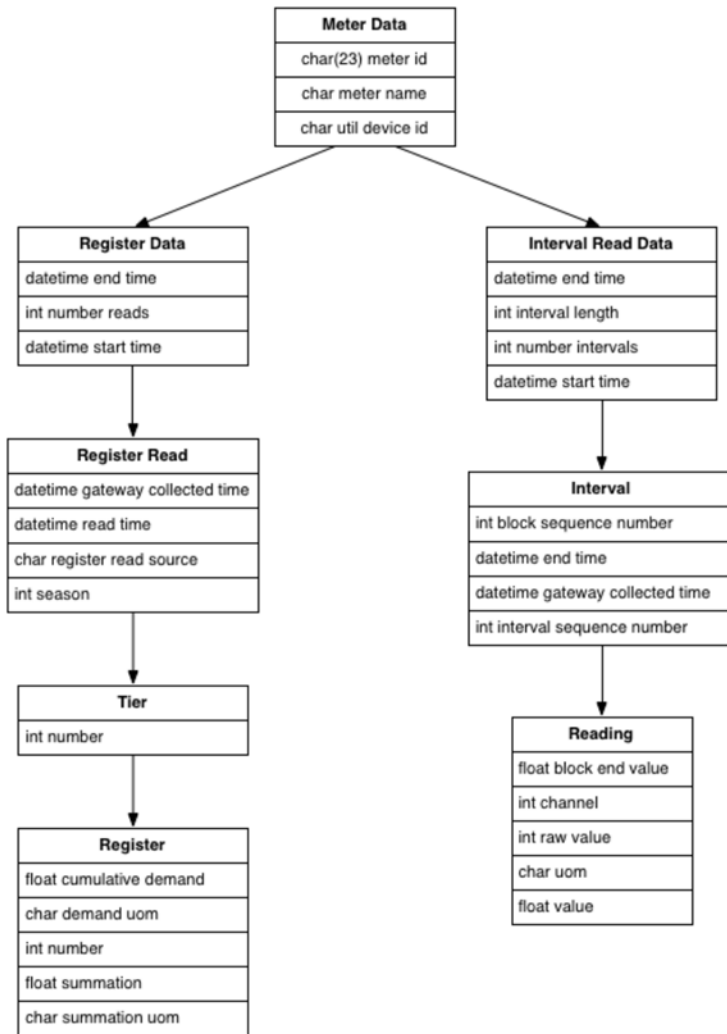 Meter Data
char(23) meter id
char meter name
char util device id
Register Data
datetime end time
int number reads
datetime start time
Interval Read Data
datetime end time
int interval length
int number intervals
datetime start time
Register Read
datetime gateway collected time
datetime read time
char register read source
int season
Interval
int block sequence number
datetime end time
datetime gateway collected time
int interval sequence number
Tier
int number
Reading
float block end value
int channel
int raw value
char uom
float value
Register
float cumulative demand
char demand uom
int number
float summation
char summation uom